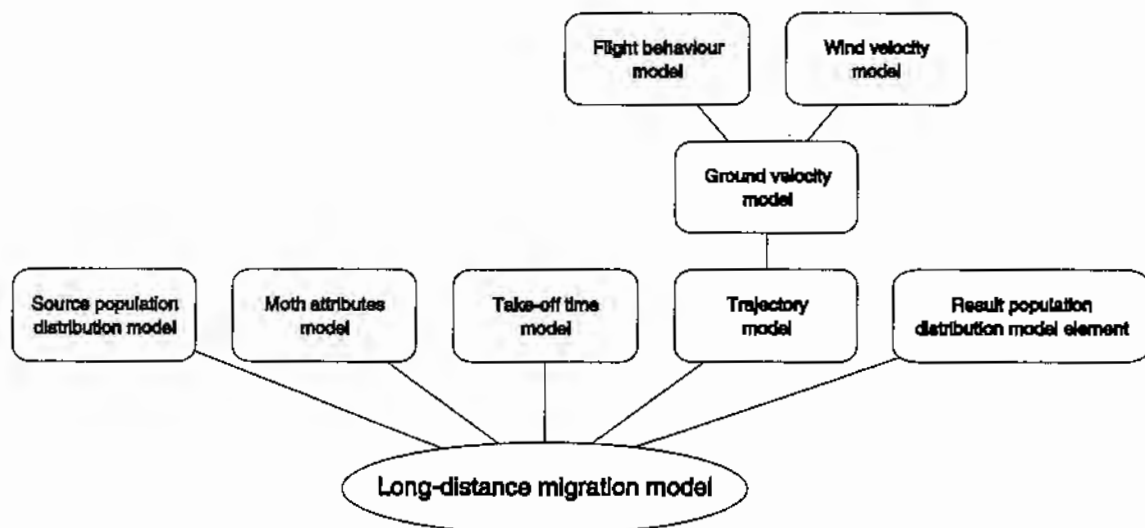 Flight behaviour
model
Wind velocity
model
Ground velocity
model
Source population
distribution model
Moth attributes
model
Take-off time
model
Trajectory
model
Result population
distribution model element
Long-distance migration model